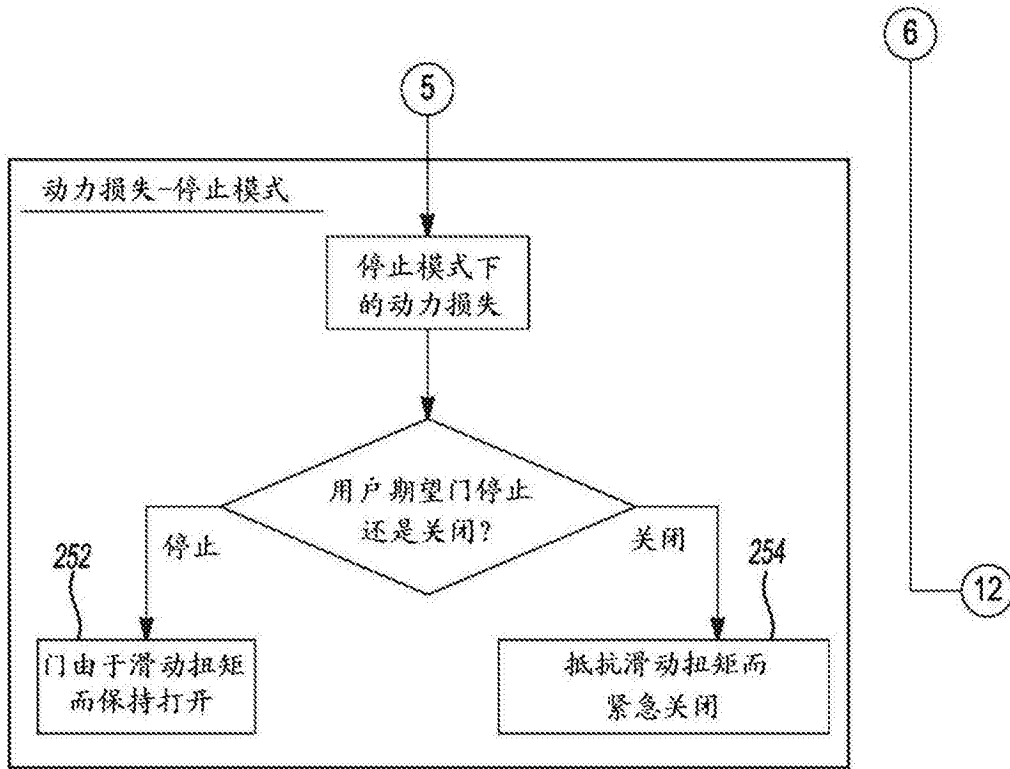 6
5
动力损失-停止模式
停止模式下
的动力损失
用户期望门停止
还是关闭?
停止
关闭
252
254
12
门由于滑动扭矩
而保持打开
抵抗滑动扭矩而
紧急关闭